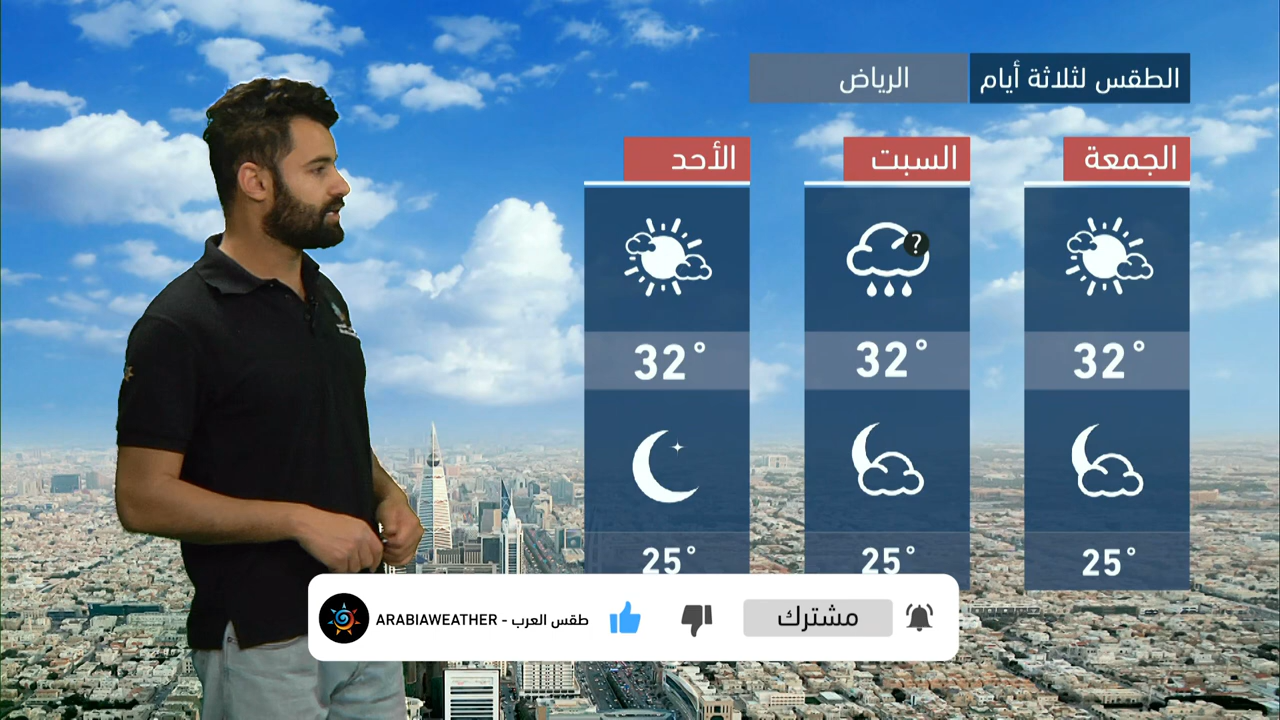 الطقس لثلاثة أيام
الرياض
الجمعة
السبت
الأحد
?
32°
32°
32°
25°
25°
25°
ARABIAWEATHER - طقس العرب
مشترك